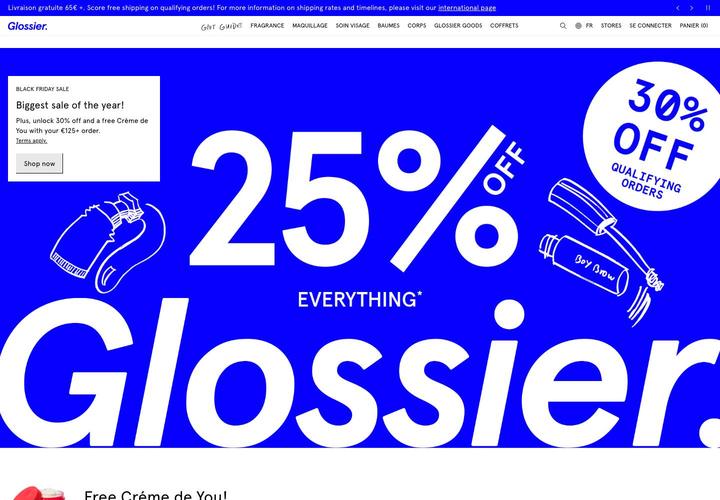 Livraison gratuite 65€ +. Score free shipping on qualifying orders! For more information on shipping rates and timelines, please visit our international page
Glossier.
Gift Guide FRAGRANCE MAQUILLAGE SOIN VISAGE BAUMES CORPS GLOSSIER GOODS COFFRETS
FR STORES SE CONNECTER PANIER (0)
BLACK FRIDAY SALE
Biggest sale of the year!
Plus, unlock 30% off and a free Crème de
You with your €125+ order.
Terms apply.
Shop now
25% OFF
EVERYTHING*
30%
OFF
QUALIFYING
ORDERS
Boy Brow
Glossier.
Free Créme de You!